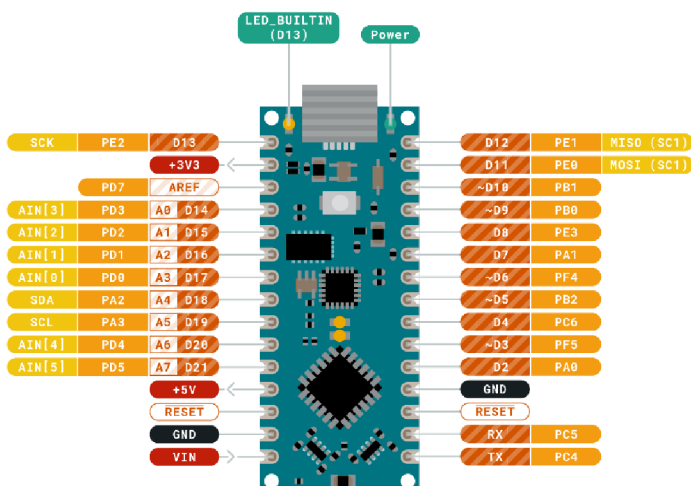 LED_BUILTIN
(D13)
Power
SCK PE2 D13
+3V3
PD7 AREF
AIN[3] PD3 A0 D14
AIN[2] PD2 A1 D15
AIN[1] PD1 A2 D16
AIN[0] PD0 A3 D17
SDA PA2 A4 D18
SCL PA3 A5 D19
AIN[4] PD4 A6 D20
AIN[5] PD5 A7 D21
+5V
RESET
GND
VIN
D12 PE1 MISO (SC1)
D11 PE0 MOSI (SC1)
~D10 PB1
~D9 PB0
D8 PE3
D7 PA1
~D6 PF4
~D5 PB2
D4 PC6
~D3 PF5
D2 PA0
GND
RESET
RX PC5
TX PC4